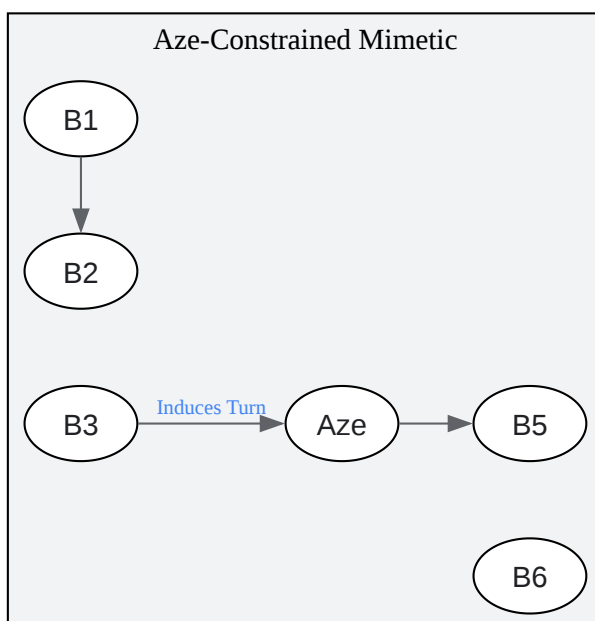 Aze-Constrained Mimetic
B1
B2
B3
Induces Turn
Aze
B5
B6